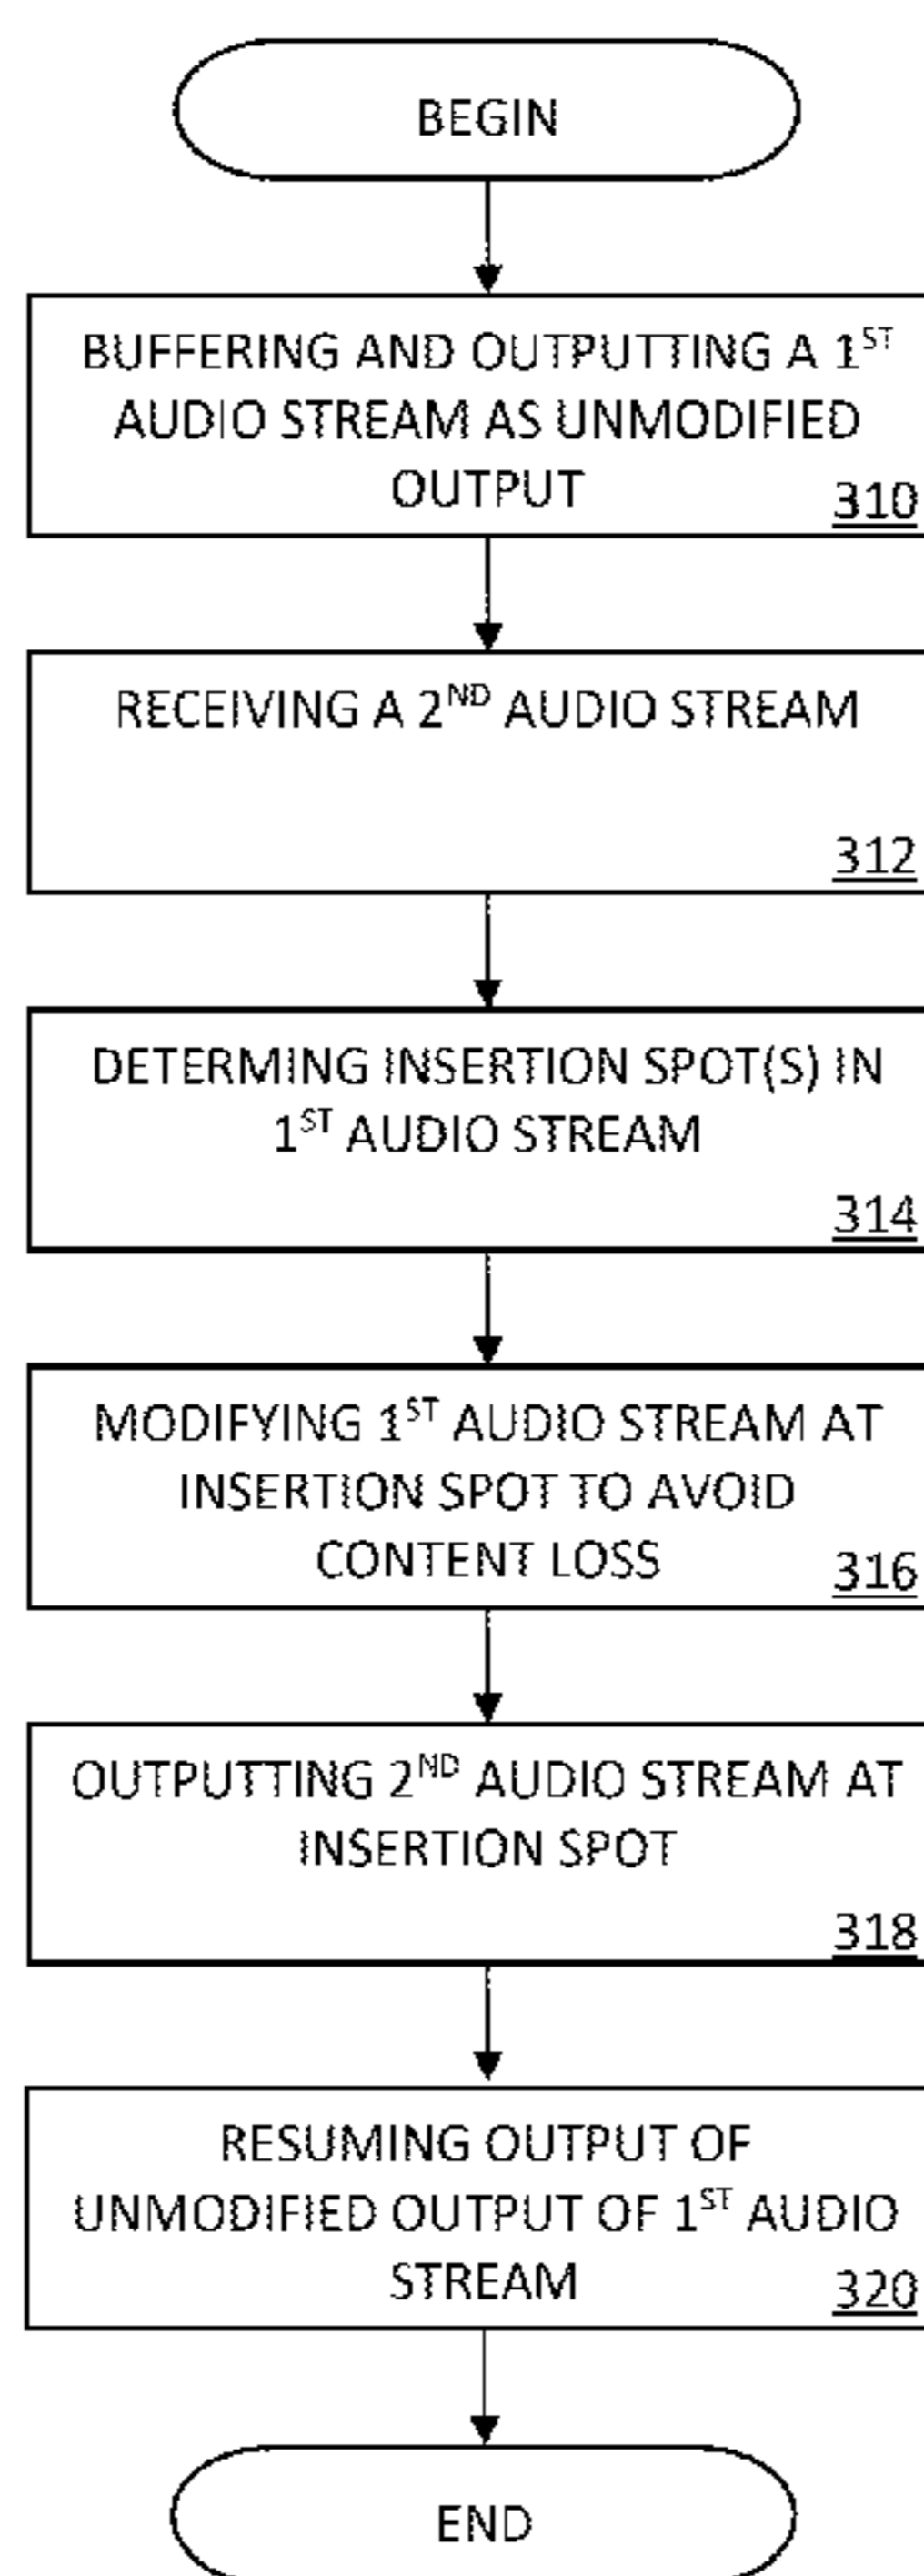 BEGIN
BUFFERING AND OUTPUTTING A 1ST
AUDIO STREAM AS UNMODIFIED
OUTPUT
310
RECEIVING A 2ND AUDIO STREAM
312
DETERMING INSERTION SPOT(S) IN
1ST AUDIO STREAM
314
MODIFYING 1ST AUDIO STREAM AT
INSERTION SPOT TO AVOID
CONTENT LOSS
316
OUTPUTTING 2ND AUDIO STREAM AT
INSERTION SPOT
318
RESUMING OUTPUT OF
UNMODIFIED OUTPUT OF 1ST AUDIO
STREAM
320
END